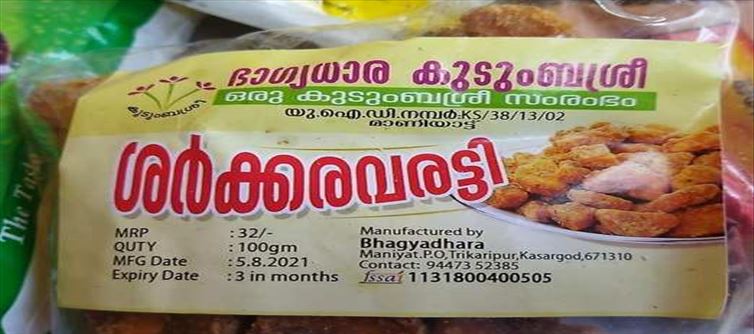 The Taste
കുടുംബശ്രീ
ഭാഗ്യധാര കുടുംബശ്രീ
ഒരു കുടുംബശ്രീ സംരംഭം
യു.ഐ.ഡി.നമ്പർ:KS/38/13/02
മാണിയാട്ട്
ശർക്കരവരട്ടി
MRP : 32/-
QUTY : 100gm
MFG Date : 5.8.2021
Expiry Date : 3 in months
Manufactured by
Bhagyadhara
Maniyat.P.O,Trikaripur,Kasargod,671310
Contact: 94473 52385
fssai 1131800400505